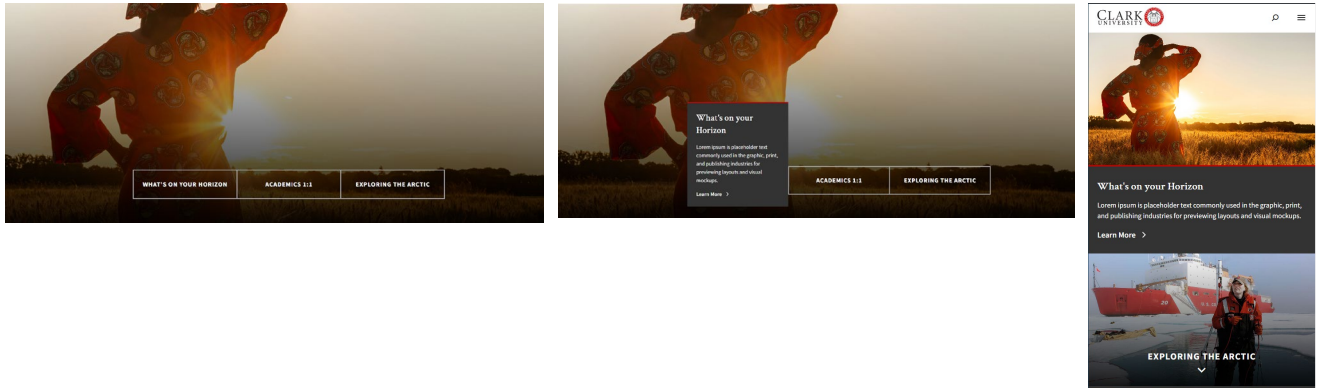 WHAT'S ON YOUR HORIZON
ACADEMICS 1:1
EXPLORING THE ARCTIC
What's on your
Horizon
Lorem ipsum is placeholder text
commonly used in the graphic, print,
and publishing industries for
previewing layouts and visual
mockups.
Learn More
ACADEMICS 1:1
EXPLORING THE ARCTIC
CLARK
UNIVERSITY
What's on your Horizon
Lorem ipsum is placeholder text commonly used in the graphic, print,
and publishing industries for previewing layouts and visual mockups.
Learn More
20
EXPLORING THE ARCTIC